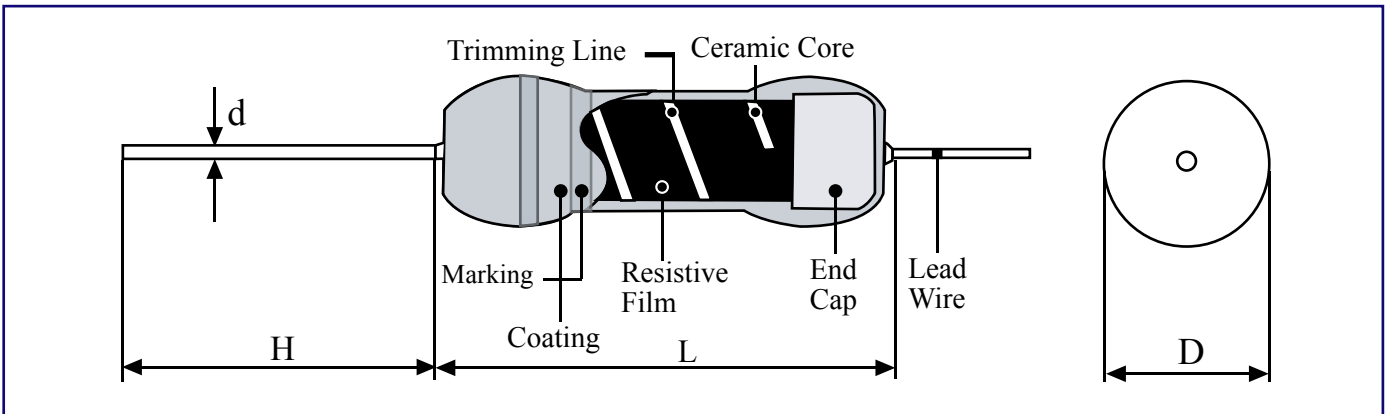 Trimming Line
Ceramic Core
d
Marking
Coating
Resistive
Film
End
Cap
Lead
Wire
H
L
D